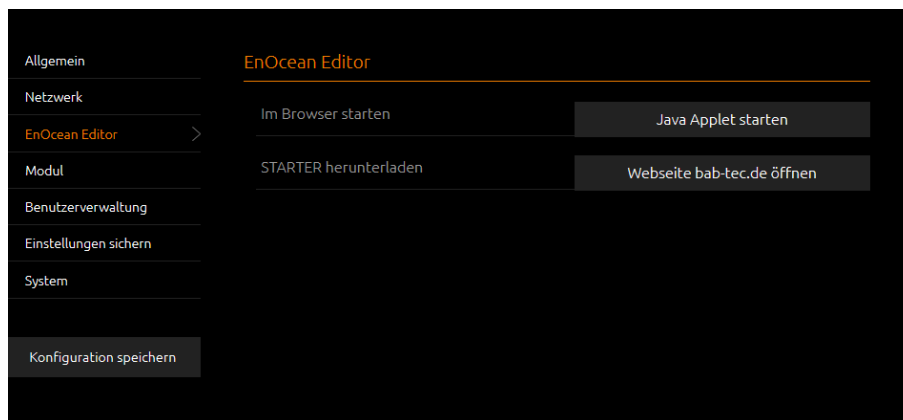 Allgemein
Netzwerk
EnOcean Editor
Modul
Benutzerverwaltung
Einstellungen sichern
System
Konfiguration speichern
EnOcean Editor
Im Browser starten
Java Applet starten
STARTER herunterladen
Webseite bab-tec.de öffnen